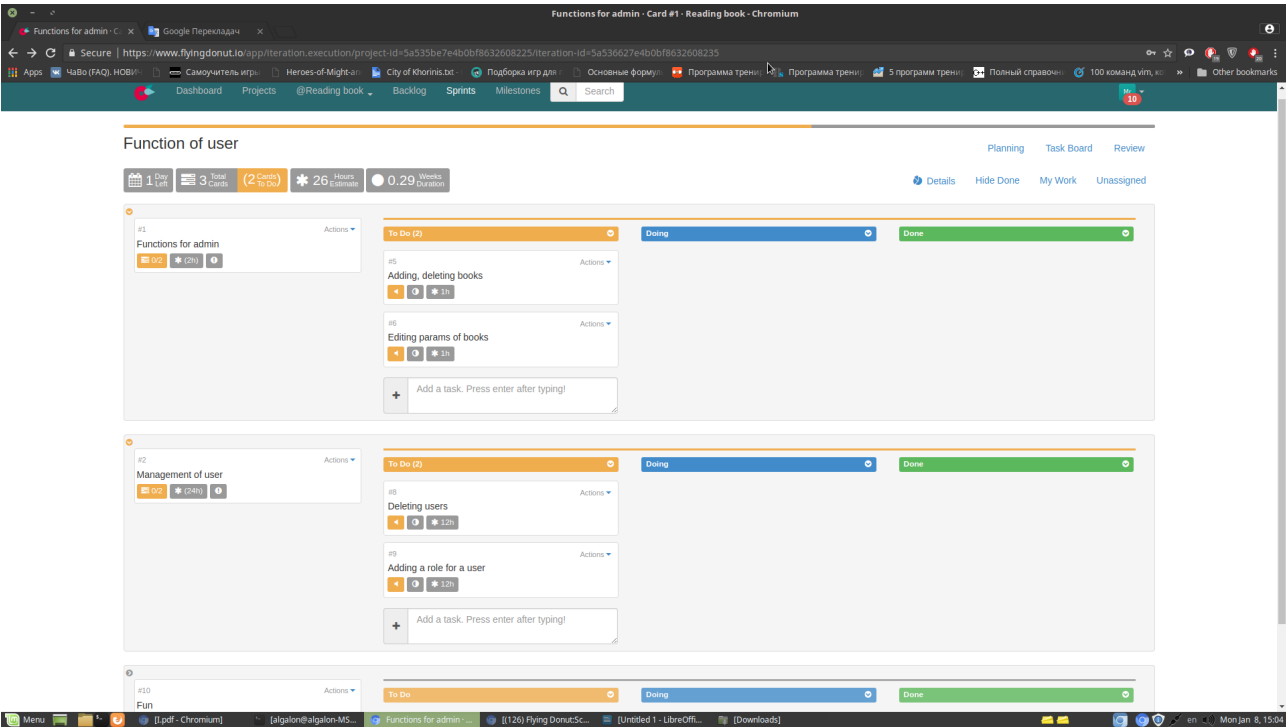 Functions for admin · Card #1 · Reading book - Chromium
Functions for admin · C
Google Перекладач
Secure | https://www.flyingdonut.io/app/iteration.execution/project-id=5a535be7e4b0bf8632608225/iteration-id=5a536627e4b0bf8632608235
Apps ЧаВо (FAQ). НОВИЧ Самоучитель игры Heroes-of-Might-an City of Khorinis.txt - Подборка игр для Основные формул Программа трени Программа трени 5 программ трени Полный справочн 100 команд vim, ко » Other bookmarks
Dashboard Projects @Reading book Backlog Sprints Milestones Search
10
Function of user
Planning Task Board Review
1 Day Left 3 Total Cards (2 Cards To Do) 26 Hours Estimate 0.29 Weeks Duration
Details Hide Done My Work Unassigned
#1 Actions
Functions for admin
0/2 (2h)
To Do (2) Doing Done
#5 Actions
Adding, deleting books
1h
#6 Actions
Editing params of books
1h
Add a task. Press enter after typing!
#2 Actions
Management of user
0/2 (24h)
To Do (2) Doing Done
#8 Actions
Deleting users
12h
#9 Actions
Adding a role for a user
12h
Add a task. Press enter after typing!
#10 Actions
Fun
To Do Doing Done
Menu [].pdf - Chromium] [algalon@algalon-MS... Functions for admin · ... [(126) Flying Donut:Sc... [Untitled 1 - LibreOffi... [Downloads] en Mon Jan 8, 15:04